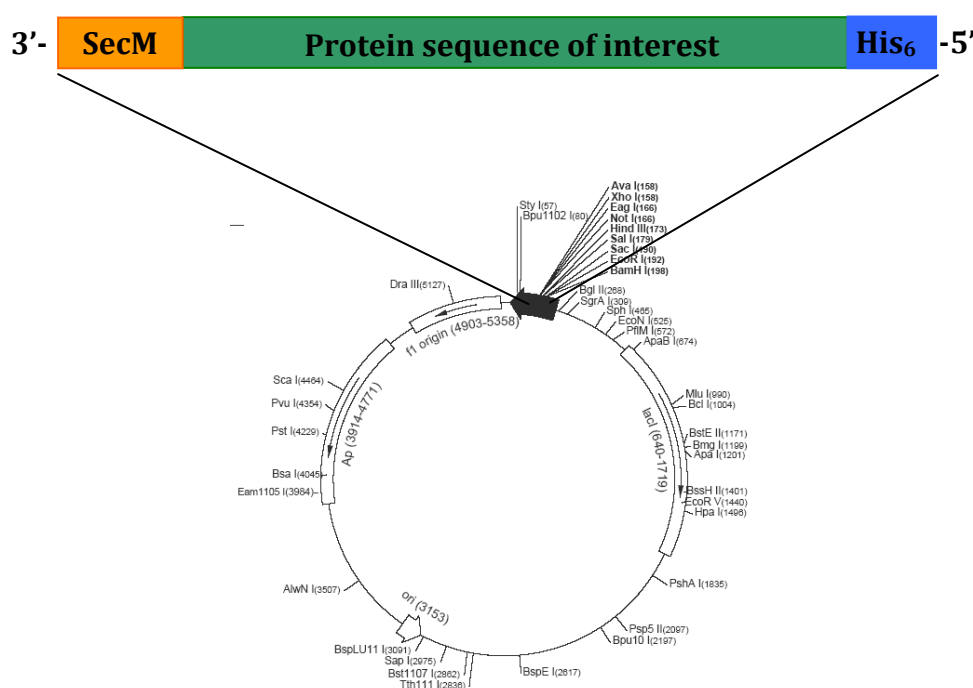 3'- SecM Protein sequence of interest His6 -5'
Ava I(158)
Xho I(158)
Eag I(166)
Not I(166)
Hind III(173)
Sal I(179)
Sac I(190)
EcoR I(192)
BamH I(198)
Sty I(57)
Bpu1102 I(80)
Dra III(5127)
Bgl II(268)
SgrA I(309)
Sph I(465)
EcoN I(525)
PflM I(572)
ApaB I(674)
f1 origin (4903-5358)
Sca I(4464)
Pvu I(4354)
Pst I(4229)
Bsa I(4045)
Eam1105 I(3984)
Ap (3914-4771)
lacI (640-1719)
Mlu I(990)
Bcl I(1004)
BstE II(1171)
Bmg I(1199)
Apa I(1201)
BssH II(1401)
EcoR V(1440)
Hpa I(1496)
AlwN I(3507)
PshA I(1835)
ori (3153)
Psp5 II(2097)
Bpu10 I(2197)
BspLU11 I(3091)
Sap I(2975)
Bst1107 I(2862)
Tth111 I(2836)
BspE I(2617)